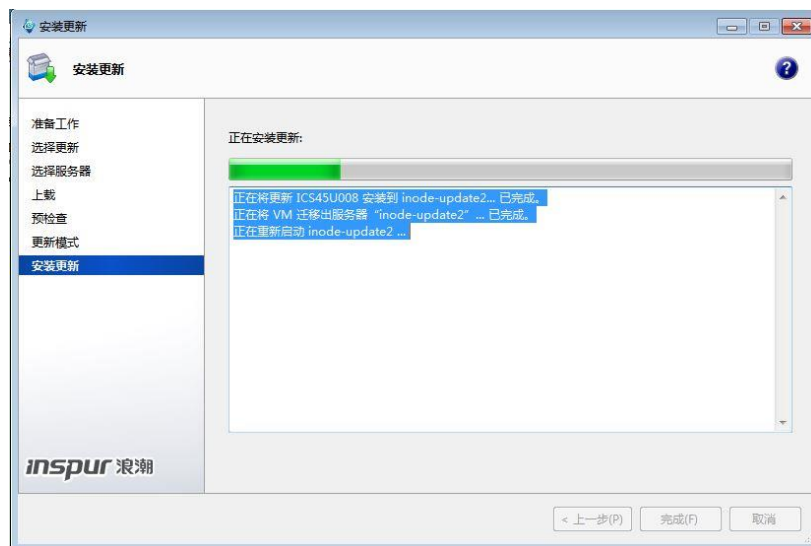 安装更新
安装更新
准备工作
选择更新
选择服务器
上载
预检查
更新模式
安装更新
正在安装更新:
正在将更新 ICS45U008 安装到 inode-update2... 已完成。
正在将 VM 迁移出服务器“inode-update2” ... 已完成。
正在重新启动 inode-update2 ...
inspur 浪潮
< 上一步(P)
完成(F)
取消